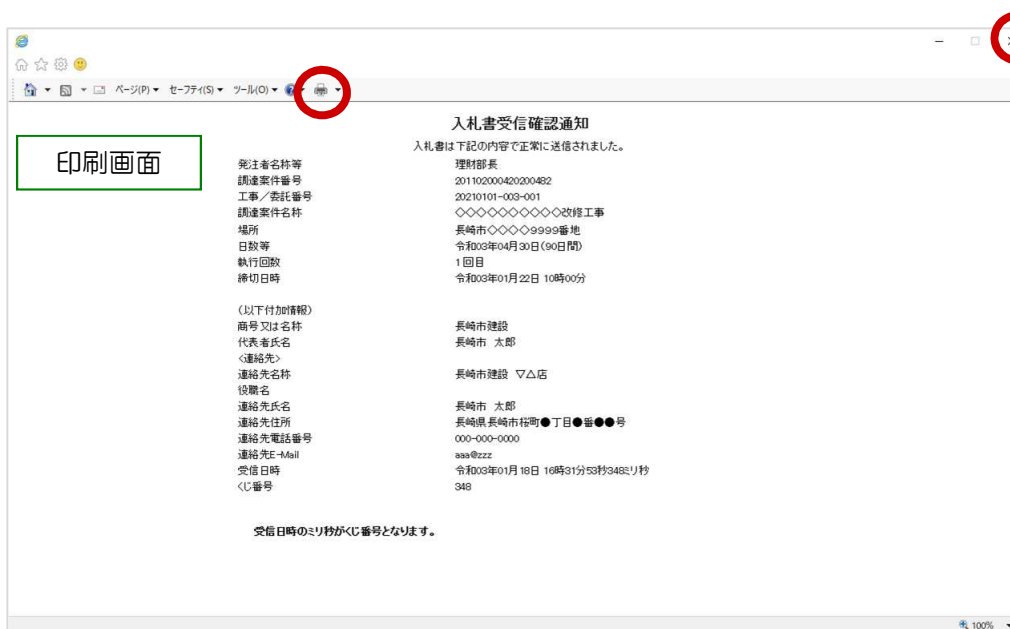 ページ(P) セーフティ(S) ツール(O)
入札書受信確認通知
入札書は下記の内容で正常に送信されました。
印刷画面
発注者名称等 理財部長
調達案件番号 201102000420200482
工事／委託番号 20210101-003-001
調達案件名称 ◇◇◇◇◇◇◇◇◇◇改修工事
場所 長崎市◇◇◇◇9999番地
日数等 令和03年04月30日(90日間)
執行回数 1回目
締切日時 令和03年01月22日 10時00分
(以下付加情報)
商号又は名称 長崎市建設
代表者氏名 長崎市 太郎
<連絡先>
連絡先名称 長崎市建設 ▽△店
役職名
連絡先氏名 長崎市 太郎
連絡先住所 長崎県長崎市桜町●丁目●番●●号
連絡先電話番号 000-000-0000
連絡先E-Mail aaa@zzz
受信日時 令和03年01月18日 16時31分53秒348ミリ秒
くじ番号 348
受信日時のミリ秒がくじ番号となります。
100%